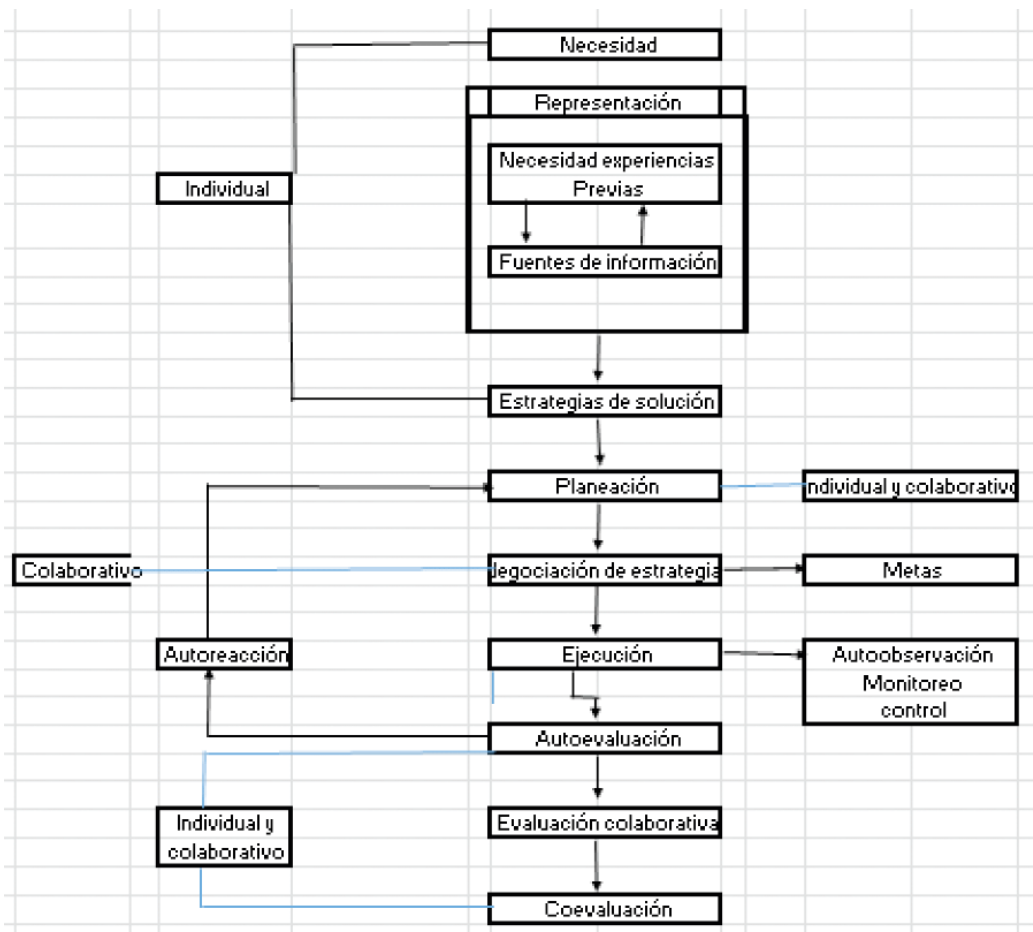 Necesidad
Representación
Necesidad experiencias
Previas
Individual
Fuentes de información
Estrategias de solución
Planeación
ndividual y colaborativo
Colaborativo
Negociación de estrategia
Metas
Autoreacción
Ejecución
Autoobservación
Monitoreo
control
Autoevaluación
Individual y
colaborativo
Evaluación colaborativa
Coevaluación